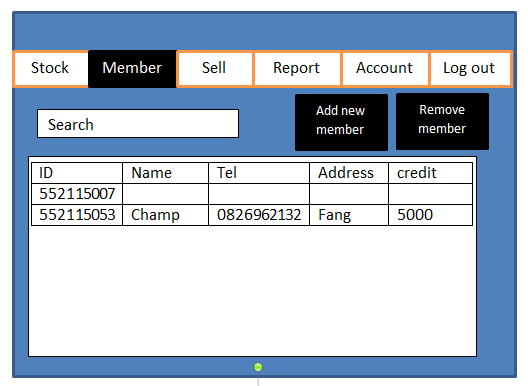 Stock Member Sell Report Account Log out
Search
Add new
member
Remove
member
ID Name Tel Address credit
552115007
552115053 Champ 0826962132 Fang 5000